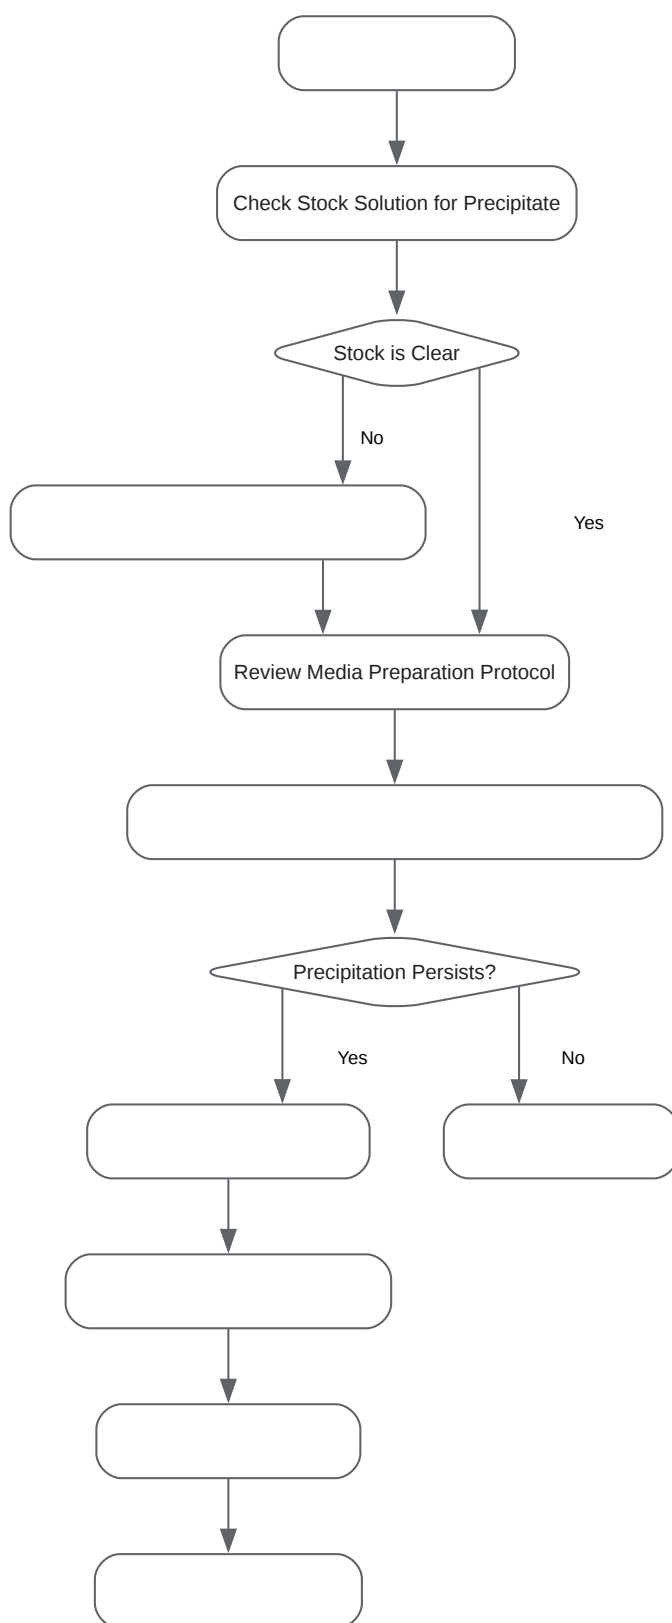 Check Stock Solution for Precipitate
Stock is Clear
No
Yes
Review Media Preparation Protocol
Precipitation Persists?
Yes
No